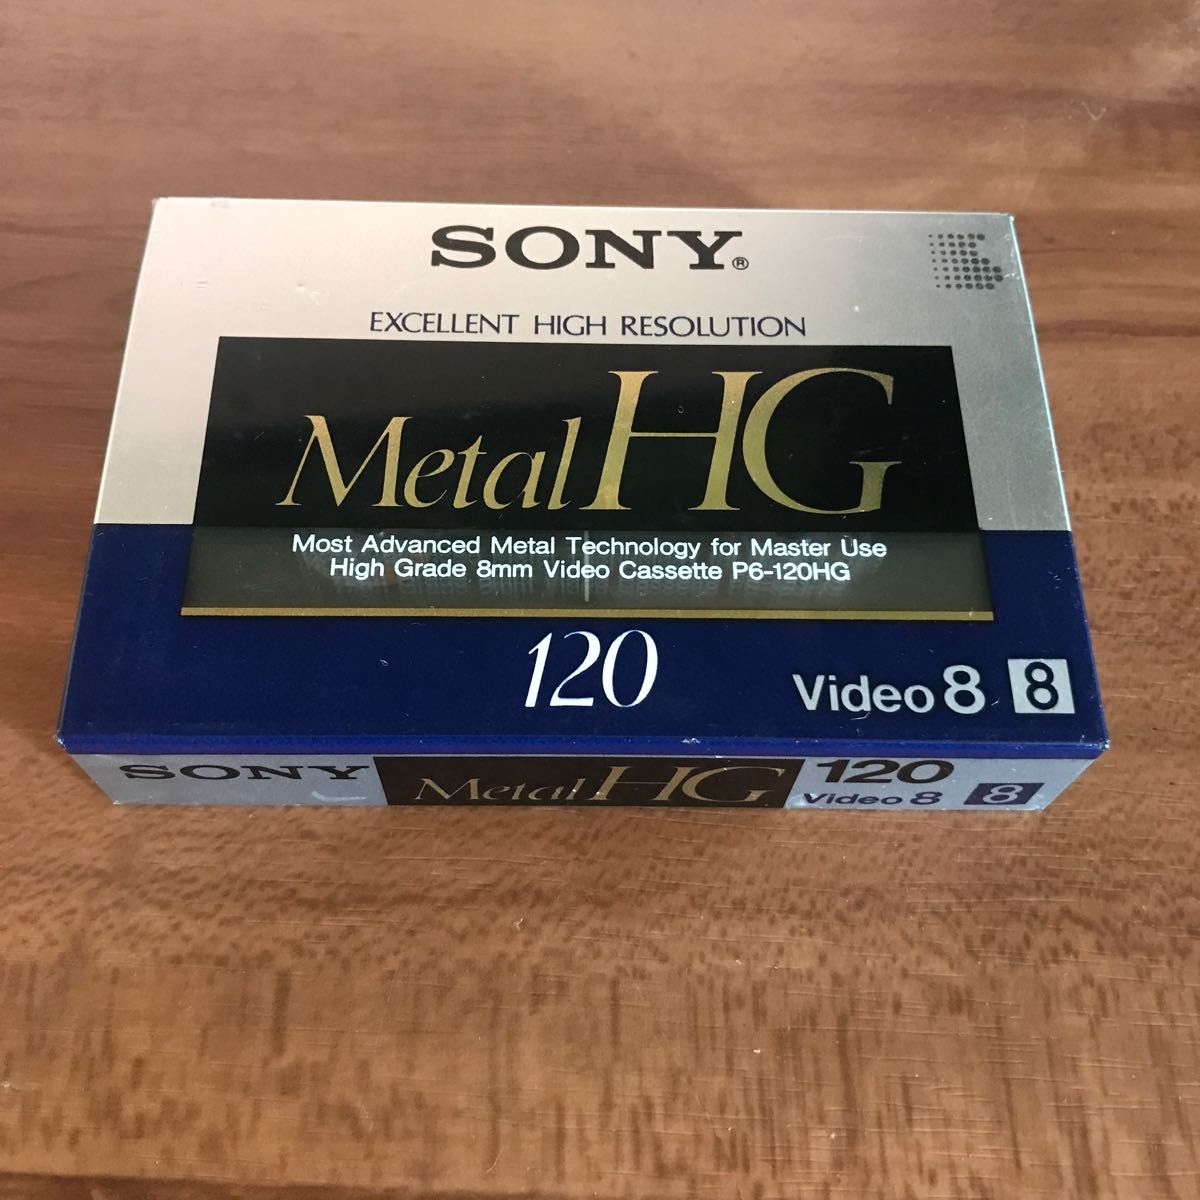 SONY®
EXCELLENT HIGH RESOLUTION
Metal HG
Most Advanced Metal Technology for Master Use
High Grade 8mm Video Cassette P6-120HG
120
Video 8 8
SONY Metal HG 120
Video 8 8